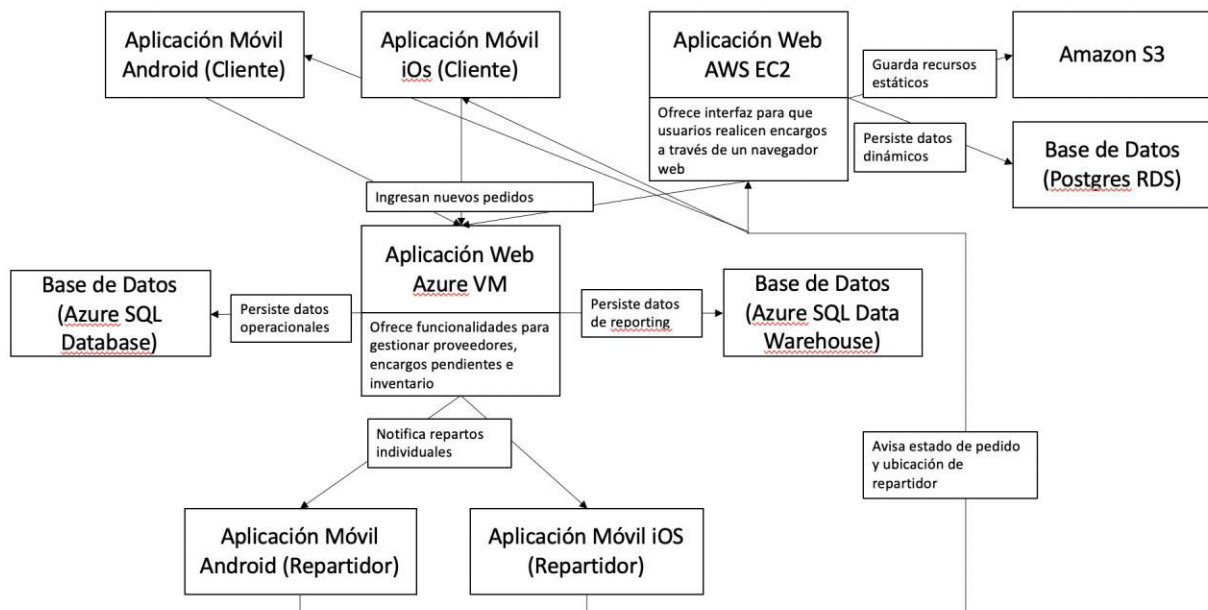 Aplicación Móvil
Android (Cliente)
Aplicación Móvil
iOs (Cliente)
Aplicación Web
AWS EC2
Ofrece interfaz para que
usuarios realicen encargos
a través de un navegador
web
Guarda recursos
estáticos
Amazon S3
Persiste datos
dinámicos
Base de Datos
(Postgres RDS)
Ingresan nuevos pedidos
Aplicación Web
Azure VM
Ofrece funcionalidades para
gestionar proveedores,
encargos pendientes e
inventario
Base de Datos
(Azure SQL
Database)
Persiste datos
operacionales
Persiste datos
de reporting
Base de Datos
(Azure SQL Data
Warehouse)
Notifica repartos
individuales
Avisa estado de pedido
y ubicación de
repartidor
Aplicación Móvil
Android (Repartidor)
Aplicación Móvil iOS
(Repartidor)